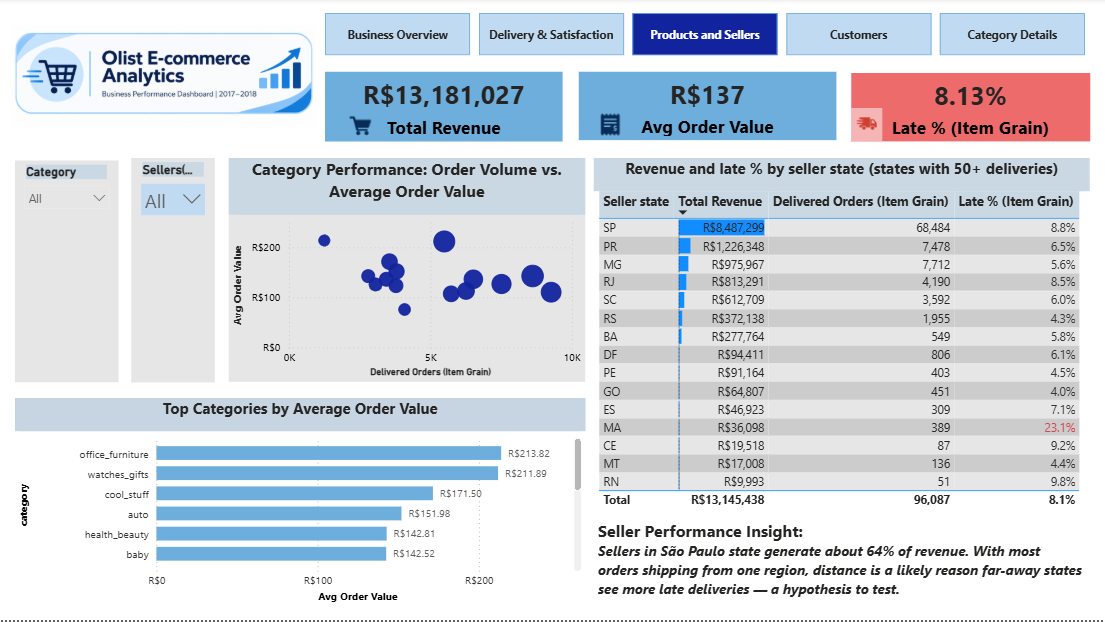 Olist E-commerce
Analytics
Business Performance Dashboard | 2017–2018
Business Overview
Delivery & Satisfaction
Products and Sellers
Customers
Category Details
R$13,181,027
Total Revenue
R$137
Avg Order Value
8.13%
Late % (Item Grain)
Category
All
Sellers(...
All
Category Performance: Order Volume vs.
Average Order Value
Avg Order Value
R$200
R$100
R$0
0K 5K 10K
Delivered Orders (Item Grain)
Top Categories by Average Order Value
category
office_furniture R$213.82
watches_gifts R$211.89
cool_stuff R$171.50
auto R$151.98
health_beauty R$142.81
baby R$142.52
R$0 R$100 R$200
Avg Order Value
Revenue and late % by seller state (states with 50+ deliveries)
Seller state Total Revenue Delivered Orders (Item Grain) Late % (Item Grain)
SP R$8,487,299 68,484 8.8%
PR R$1,226,348 7,478 6.5%
MG R$975,967 7,712 5.6%
RJ R$813,291 4,190 8.5%
SC R$612,709 3,592 6.0%
RS R$372,138 1,955 4.3%
BA R$277,764 549 5.8%
DF R$94,411 806 6.1%
PE R$91,164 403 4.5%
GO R$64,807 451 4.0%
ES R$46,923 309 7.1%
MA R$36,098 389 23.1%
CE R$19,518 87 9.2%
MT R$17,008 136 4.4%
RN R$9,993 51 9.8%
Total R$13,145,438 96,087 8.1%
Seller Performance Insight:
Sellers in São Paulo state generate about 64% of revenue. With most
orders shipping from one region, distance is a likely reason far-away states
see more late deliveries — a hypothesis to test.